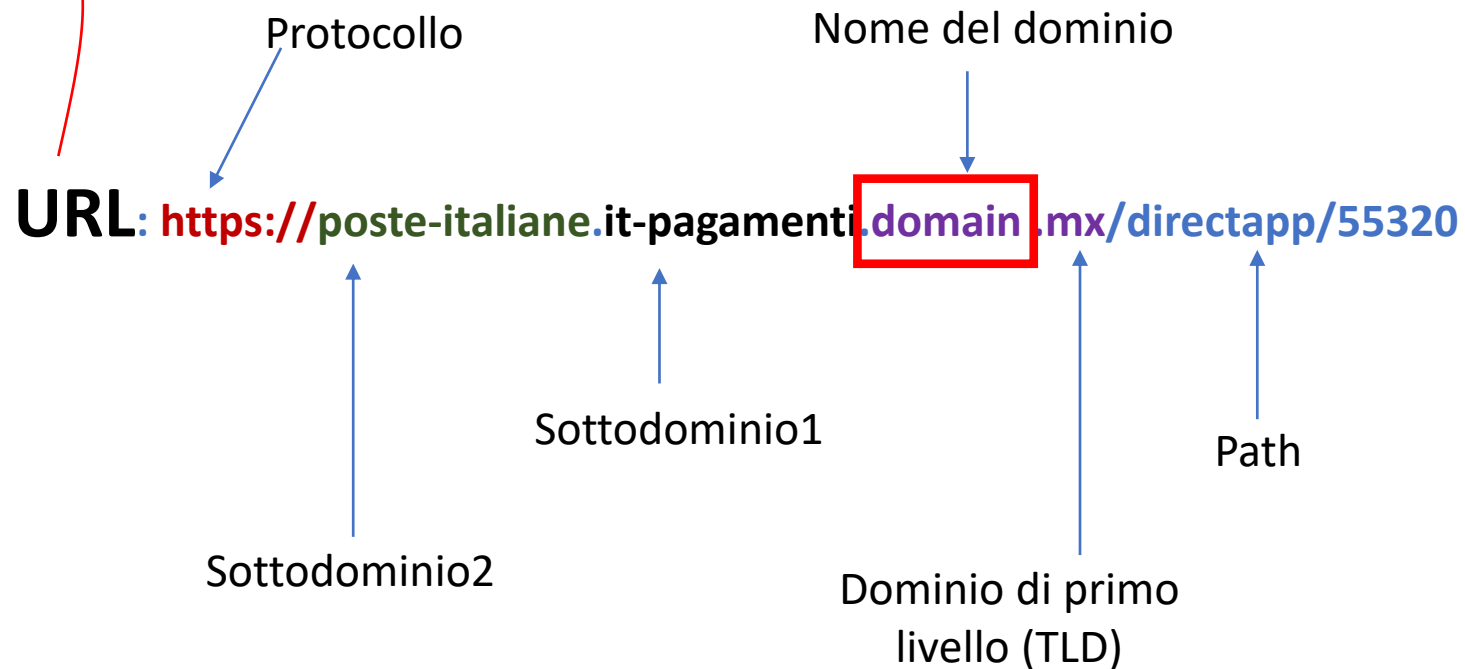 Protocollo
Nome del dominio
URL: https://poste-italiane.it-pagamenti.domain .mx/directapp/55320
Sottodominio1
Path
Sottodominio2
Dominio di primo
livello (TLD)